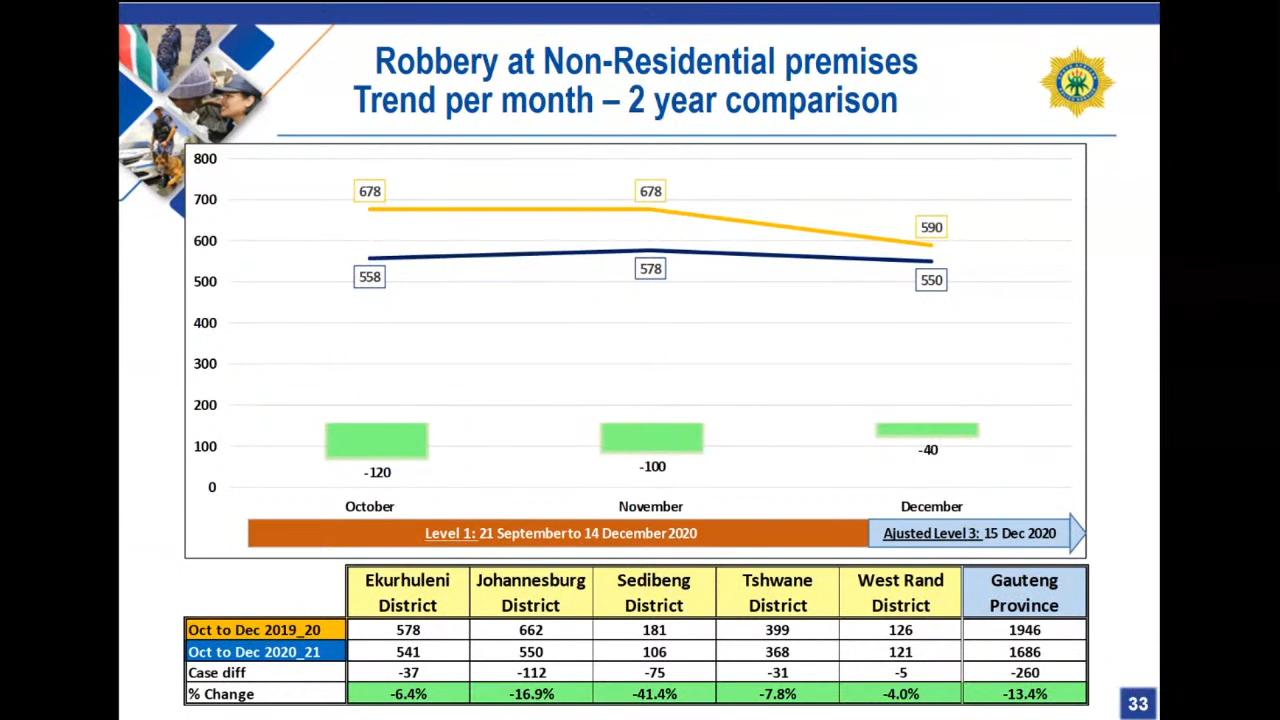 Robbery at Non-Residential premises
Trend per month – 2 year comparison
800
700
600
500
400
300
200
100
0
678
678
590
558
578
550
-120
-100
-40
October
November
December
Level 1: 21 September to 14 December 2020
Ajusted Level 3: 15 Dec 2020
Ekurhuleni District
Johannesburg District
Sedibeng District
Tshwane District
West Rand District
Gauteng Province
Oct to Dec 2019_20 578 662 181 399 126 1946
Oct to Dec 2020_21 541 550 106 368 121 1686
Case diff -37 -112 -75 -31 -5 -260
% Change -6.4% -16.9% -41.4% -7.8% -4.0% -13.4%
33